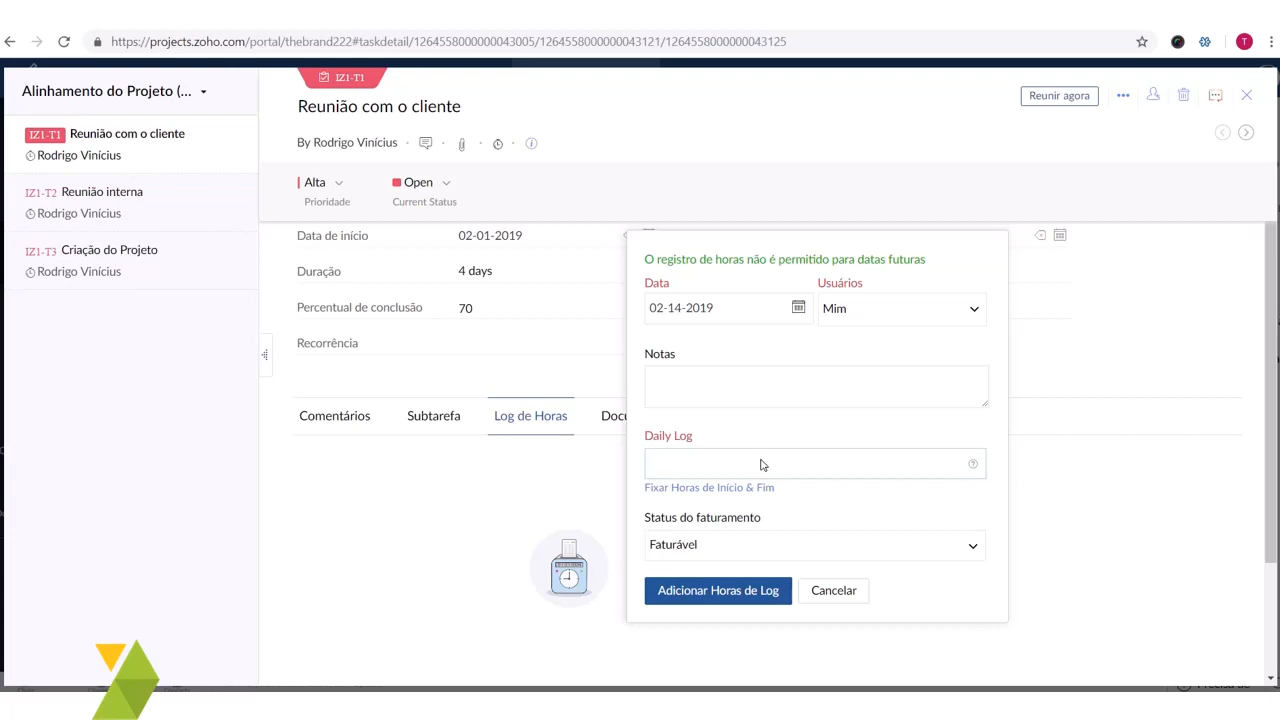 https://projects.zoho.com/portal/thebrand222#taskdetail/1264558000000043005/1264558000000043121/1264558000000043125
T
Alinhamento do Projeto (...
IZ1-T1 Reunião com o cliente
Rodrigo Vinícius
IZ1-T2 Reunião interna
Rodrigo Vinícius
IZ1-T3 Criação do Projeto
Rodrigo Vinícius
IZ1-T1
Reunião com o cliente
Reunir agora
By Rodrigo Vinícius
Alta
Prioridade
Open
Current Status
Data de início 02-01-2019
Duração 4 days
Percentual de conclusão 70
Recorrência
Comentários Subtarefa Log de Horas
O registro de horas não é permitido para datas futuras
Data Usuários
02-14-2019 Mim
Notas
Daily Log
Fixar Horas de Início & Fim
Status do faturamento
Faturável
Adicionar Horas de Log Cancelar